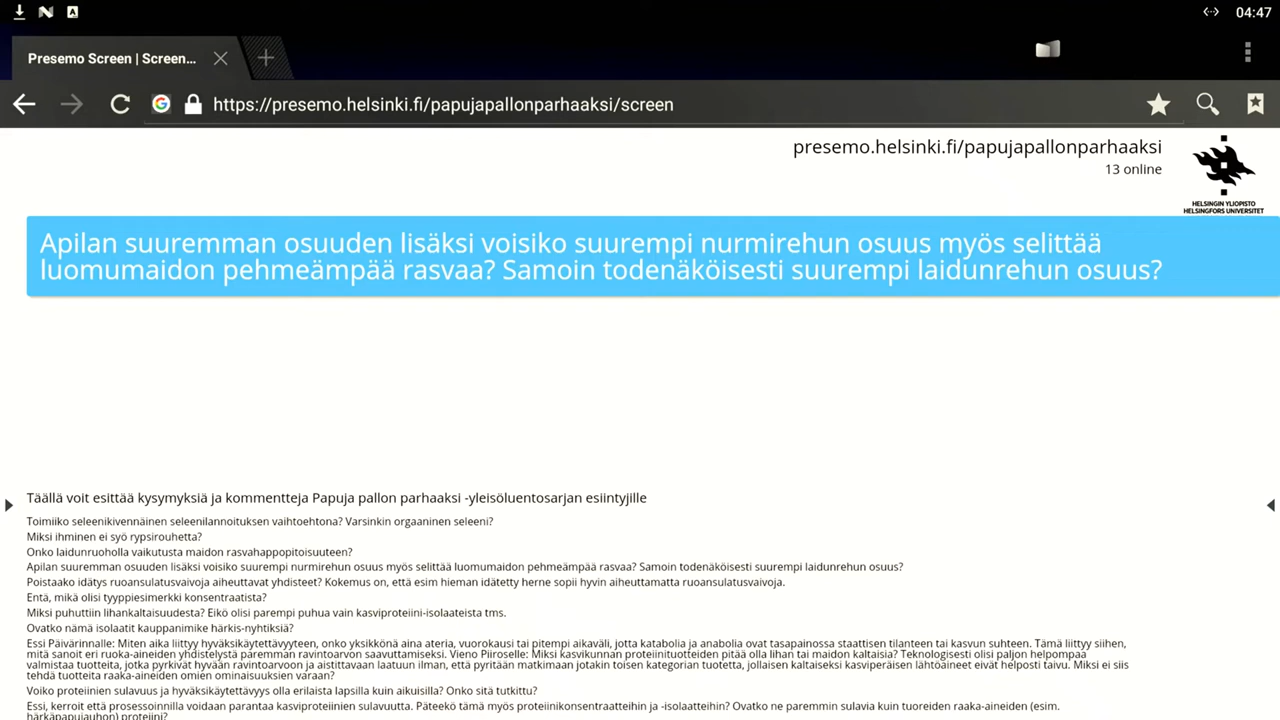 04:47
Presemo Screen | Screen...
https://presemo.helsinki.fi/papujapallonparhaaksi/screen
presemo.helsinki.fi/papujapallonparhaaksi
13 online
HELSINGIN YLIOPISTO
HELSINGFORS UNIVERSITET
Apilan suuremman osuuden lisäksi voisiko suurempi nurmirehun osuus myös selittää
luomumaidon pehmeämpää rasvaa? Samoin todenäköisesti suurempi laidunrehun osuus?
Täällä voit esittää kysymyksiä ja kommentteja Papuja pallon parhaaksi -yleisöluentosarjan esiintyjille
Toimiiko seleenikivennäinen seleenilannoituksen vaihtoehtona? Varsinkin orgaaninen seleeni?
Miksi ihminen ei syö rypsirouhetta?
Onko laidunruoholla vaikutusta maidon rasvahappopitoisuuteen?
Apilan suuremman osuuden lisäksi voisiko suurempi nurmirehun osuus myös selittää luomumaidon pehmeämpää rasvaa? Samoin todenäköisesti suurempi laidunrehun osuus?
Poistaako idätys ruoansulatusvaivoja aiheuttavat yhdisteet? Kokemus on, että esim hieman idätetty herne sopii hyvin aiheuttamatta ruoansulatusvaivoja.
Entä, mikä olisi tyyppiesimerkki konsentraatista?
Miksi puhuttiin lihankaltaisuudesta? Eikö olisi parempi puhua vain kasviproteiini-isolaateista tms.
Ovatko nämä isolaatit kauppanimike härkis-nyhtiksiä?
Essi Päivärinnalle: Miten aika liittyy hyväksikäytettävyyteen, onko yksikkönä aina ateria, vuorokausi tai pitempi aikaväli, jotta katabolia ja anabolia ovat tasapainossa staattisen tilanteen tai kasvun suhteen. Tämä liittyy siihen,
mitä sanoit eri ruoka-aineiden yhdistelystä paremman ravintoarvon saavuttamiseksi. Vieno Piiroselle: Miksi kasvikunnan proteiinituotteiden pitää olla lihan tai maidon kaltaisia? Teknologisesti olisi paljon helpompaa
valmistaa tuotteita, jotka pyrkivät hyvään ravintoarvoon ja aistittavaan laatuun ilman, että pyritään matkimaan jotakin toisen kategorian tuotetta, jollaisen kaltaiseksi kasviperäisen lähtöaineet eivät helposti taivu. Miksi ei siis
tehdä tuotteita raaka-aineiden omien ominaisuuksien varaan?
Voiko proteiinien sulavuus ja hyväksikäytettävyys olla erilaista lapsilla kuin aikuisilla? Onko sitä tutkittu?
Essi, kerroit että prosessoinnilla voidaan parantaa kasviproteiinien sulavuutta. Päteekö tämä myös proteiinikonsentraatteihin ja -isolaatteihin? Ovatko ne paremmin sulavia kuin tuoreiden raaka-aineiden (esim.
härkäpapujauhon) proteiini?